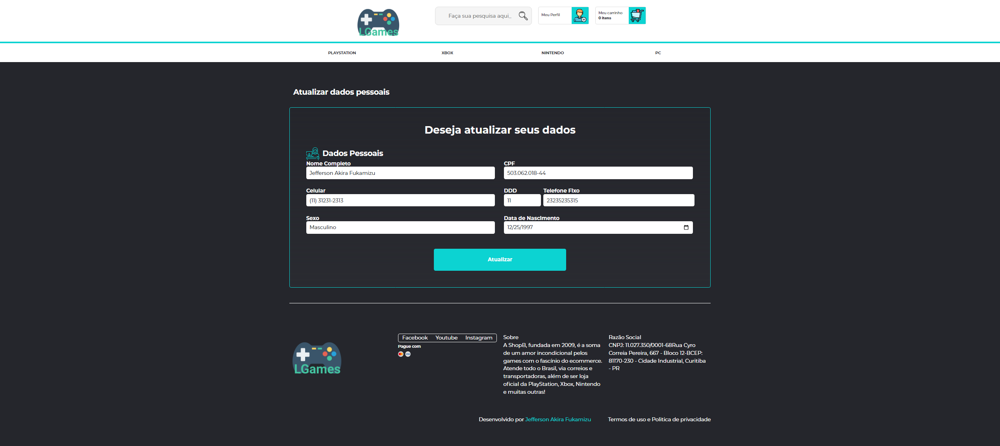 LGames
Faça sua pesquisa aqui_
Meu Perfil
Meu carrinho
0 itens
PLAYSTATION
XBOX
NINTENDO
PC
Atualizar dados pessoais
Deseja atualizar seus dados
Dados Pessoais
Nome Completo
CPF
Jefferson Akira Fukamizu
503.062.018-44
Celular
DDD
Telefone Fixo
(11) 31231-2313
11
23235235315
Sexo
Data de Nascimento
Masculino
12/25/1997
Atualizar
LGames
Facebook Youtube Instagram
Pague com
VISA
Sobre
A ShopB, fundada em 2009, é a soma
de um amor incondicional pelos
games com o fascínio do ecommerce.
Atende todo o Brasil, via correios e
transportadoras, além de ser loja
oficial da PlayStation, Xbox, Nintendo
e muitas outras!
Razão Social
CNPJ: 11.027.350/0001-68Rua Cyro
Correia Pereira, 667 - Bloco 12-BCEP:
81170-230 - Cidade Industrial, Curitiba
- PR
Desenvolvido por Jefferson Akira Fukamizu
Termos de uso e Politica de privacidade